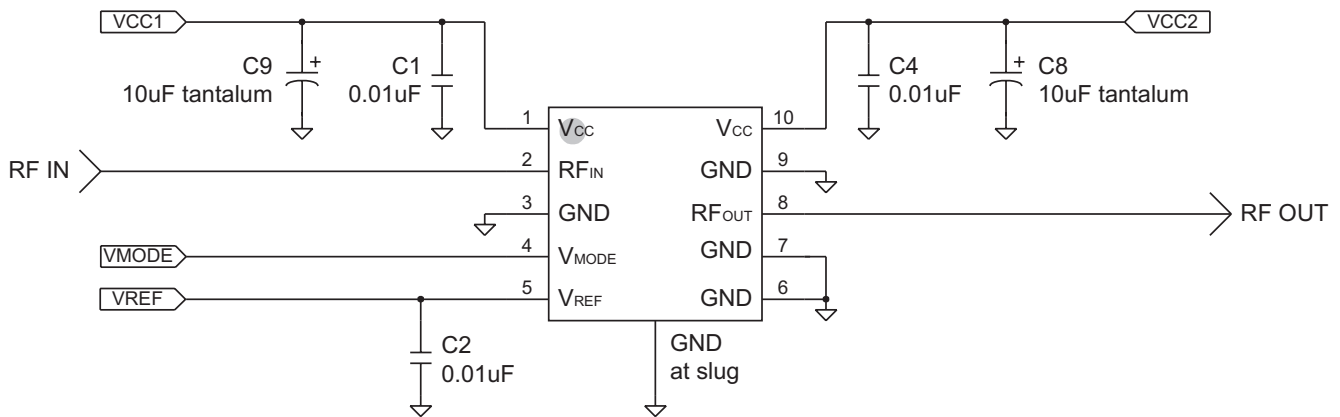 VCC1
VCC2
C9
10uF tantalum
+
C1
0.01uF
C4
0.01uF
+
C8
10uF tantalum
1
VCC
VCC
10
RF IN
2
RFIN
GND
9
3
GND
RFOUT
8
RF OUT
VMODE
4
VMODE
GND
7
VREF
5
VREF
GND
6
C2
0.01uF
GND
at slug